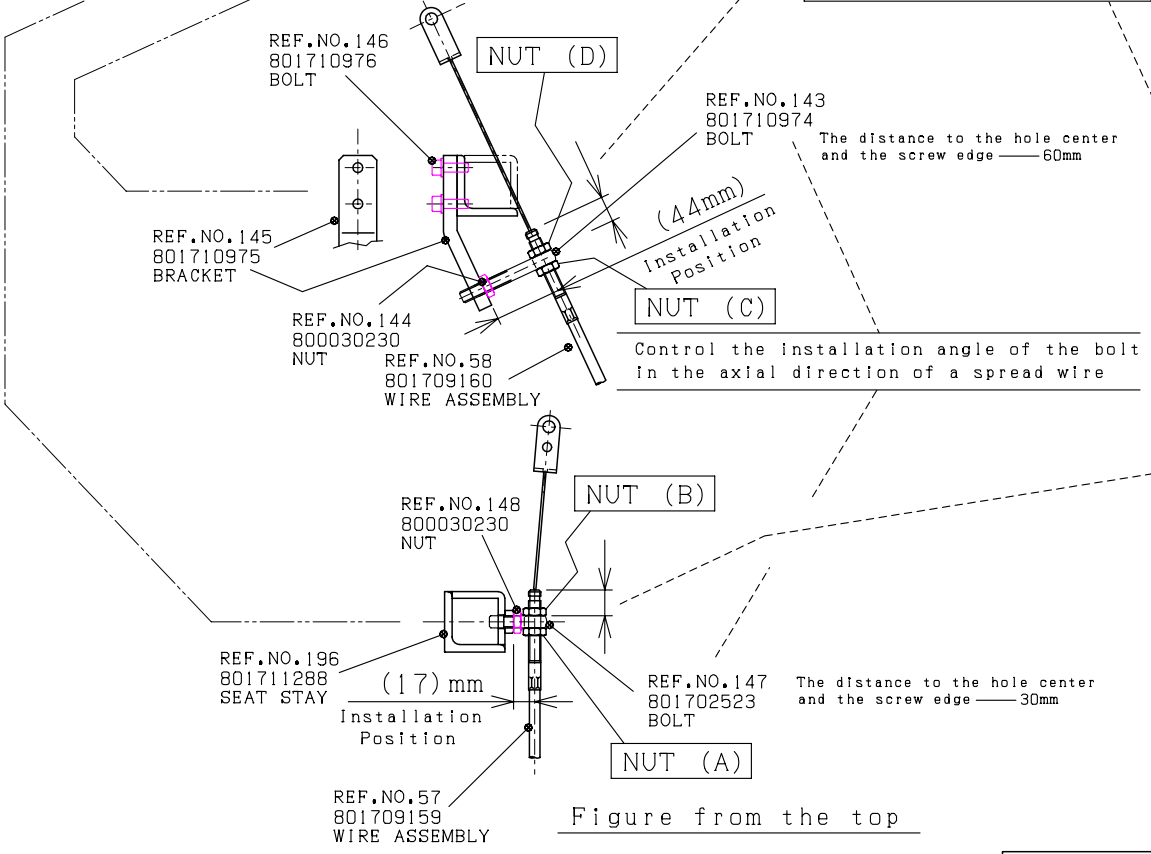 REF.NO.146
801710976
BOLT
NUT (D)
REF.NO.143
801710974
BOLT
The distance to the hole center
and the screw edge —— 60mm
(44mm)
Installation
Position
REF.NO.145
801710975
BRACKET
NUT (C)
REF.NO.144
800030230
NUT
REF.NO.58
801709160
WIRE ASSEMBLY
Control the installation angle of the bolt
in the axial direction of a spread wire
REF.NO.148
800030230
NUT
NUT (B)
REF.NO.196
801711288
SEAT STAY
(17)mm
Installation
Position
REF.NO.147
801702523
BOLT
The distance to the hole center
and the screw edge —— 30mm
NUT (A)
REF.NO.57
801709159
WIRE ASSEMBLY
Figure from the top